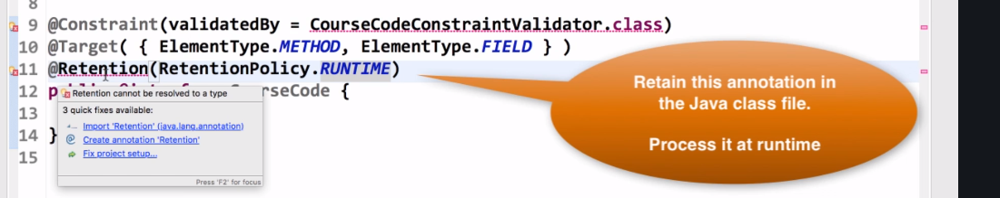 8
9 @Constraint(validatedBy = CourseCodeConstraintValidator.class)
10 @Target( { ElementType.METHOD, ElementType.FIELD } )
11 @Retention(RetentionPolicy.RUNTIME)
12 p CourseCode {
13
14 }
15
Retention cannot be resolved to a type
3 quick fixes available:
Import 'Retention' (java.lang.annotation)
Create annotation 'Retention'
Fix project setup...
Press 'F2' for focus
Retain this annotation in
the Java class file.
Process it at runtime